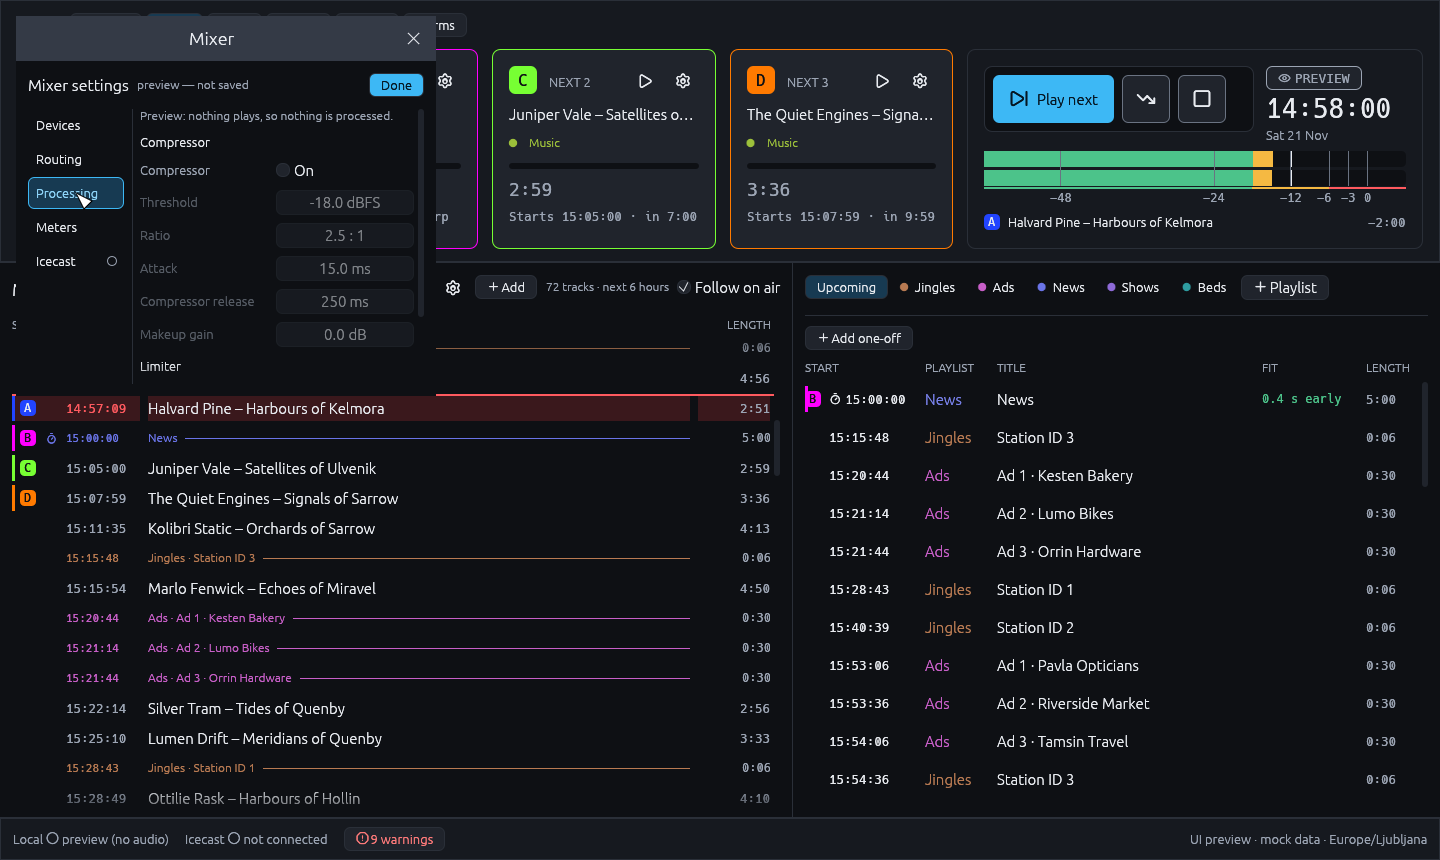 Mixer
Mixer settings preview — not saved Done
Devices
Routing
Processing
Meters
Icecast
Preview: nothing plays, so nothing is processed.
Compressor
Compressor On
Threshold -18.0 dBFS
Ratio 2.5 : 1
Attack 15.0 ms
Compressor release 250 ms
Makeup gain 0.0 dB
Limiter
C NEXT 2
Juniper Vale – Satellites o…
Music
2:59
Starts 15:05:00 · in 7:00
D NEXT 3
The Quiet Engines – Signa…
Music
3:36
Starts 15:07:59 · in 9:59
Play next
PREVIEW
14:58:00
Sat 21 Nov
−48 −24 −12 −6 −3 0
A Halvard Pine – Harbours of Kelmora −2:00
+ Add 72 tracks · next 6 hours Follow on air
LENGTH
0:06
4:56
A 14:57:09 Halvard Pine – Harbours of Kelmora 2:51
B 15:00:00 News 5:00
C 15:05:00 Juniper Vale – Satellites of Ulvenik 2:59
D 15:07:59 The Quiet Engines – Signals of Sarrow 3:36
15:11:35 Kolibri Static – Orchards of Sarrow 4:13
15:15:48 Jingles · Station ID 3 0:06
15:15:54 Marlo Fenwick – Echoes of Miravel 4:50
15:20:44 Ads · Ad 1 · Kesten Bakery 0:30
15:21:14 Ads · Ad 2 · Lumo Bikes 0:30
15:21:44 Ads · Ad 3 · Orrin Hardware 0:30
15:22:14 Silver Tram – Tides of Quenby 2:56
15:25:10 Lumen Drift – Meridians of Quenby 3:33
15:28:43 Jingles · Station ID 1 0:06
15:28:49 Ottilie Rask – Harbours of Hollin 4:10
Upcoming Jingles Ads News Shows Beds + Playlist
+ Add one-off
START PLAYLIST TITLE FIT LENGTH
B 15:00:00 News News 0.4 s early 5:00
15:15:48 Jingles Station ID 3 0:06
15:20:44 Ads Ad 1 · Kesten Bakery 0:30
15:21:14 Ads Ad 2 · Lumo Bikes 0:30
15:21:44 Ads Ad 3 · Orrin Hardware 0:30
15:28:43 Jingles Station ID 1 0:06
15:40:39 Jingles Station ID 2 0:06
15:53:06 Ads Ad 1 · Pavla Opticians 0:30
15:53:36 Ads Ad 2 · Riverside Market 0:30
15:54:06 Ads Ad 3 · Tamsin Travel 0:30
15:54:36 Jingles Station ID 3 0:06
Local preview (no audio) Icecast not connected 9 warnings UI preview · mock data · Europe/Ljubljana